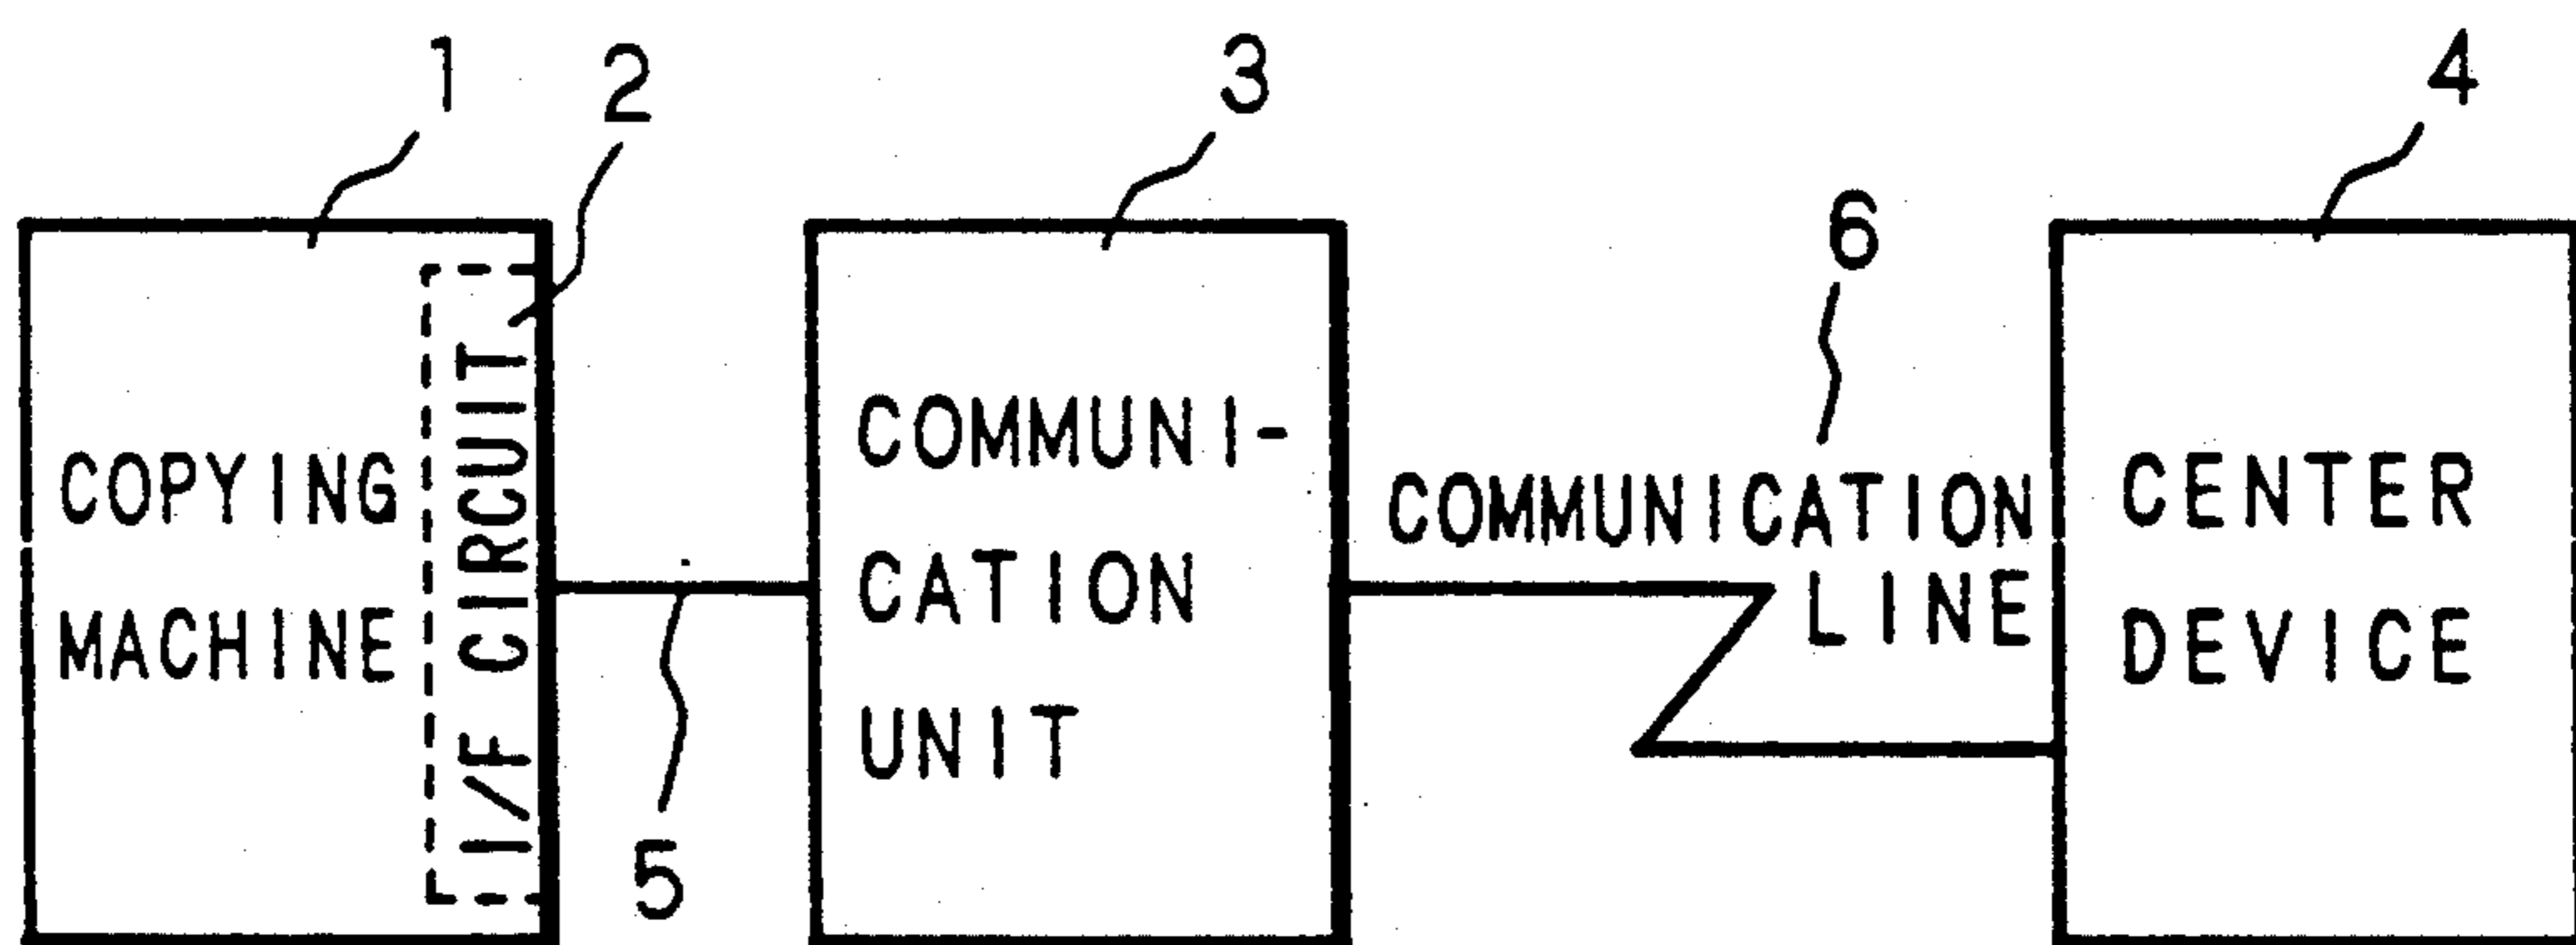 1
2
3
4
6
COPYING
MACHINE
I/F CIRCUIT
COMMUNI-
CATION
UNIT
COMMUNICATION
LINE
CENTER
DEVICE
5